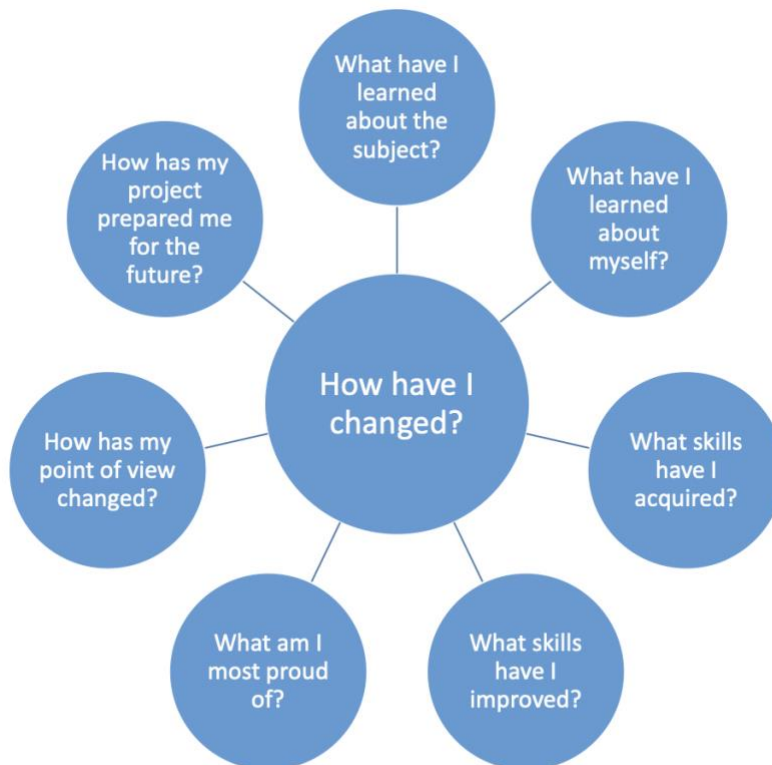 What have I
learned
about the
subject?
What have I
learned
about
myself?
What skills
have I
acquired?
What skills
have I
improved?
What am I
most proud
of?
How has my
point of view
changed?
How has my
project
prepared me
for the
future?
How have I
changed?